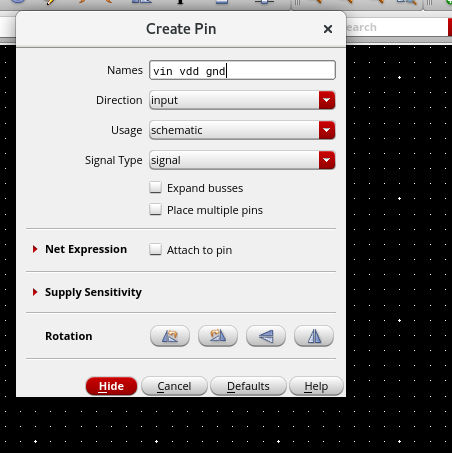 Create Pin
earch
Names vin vdd gnd
Direction input
Usage schematic
Signal Type signal
Expand busses
Place multiple pins
Net Expression Attach to pin
Supply Sensitivity
Rotation
Hide Cancel Defaults Help